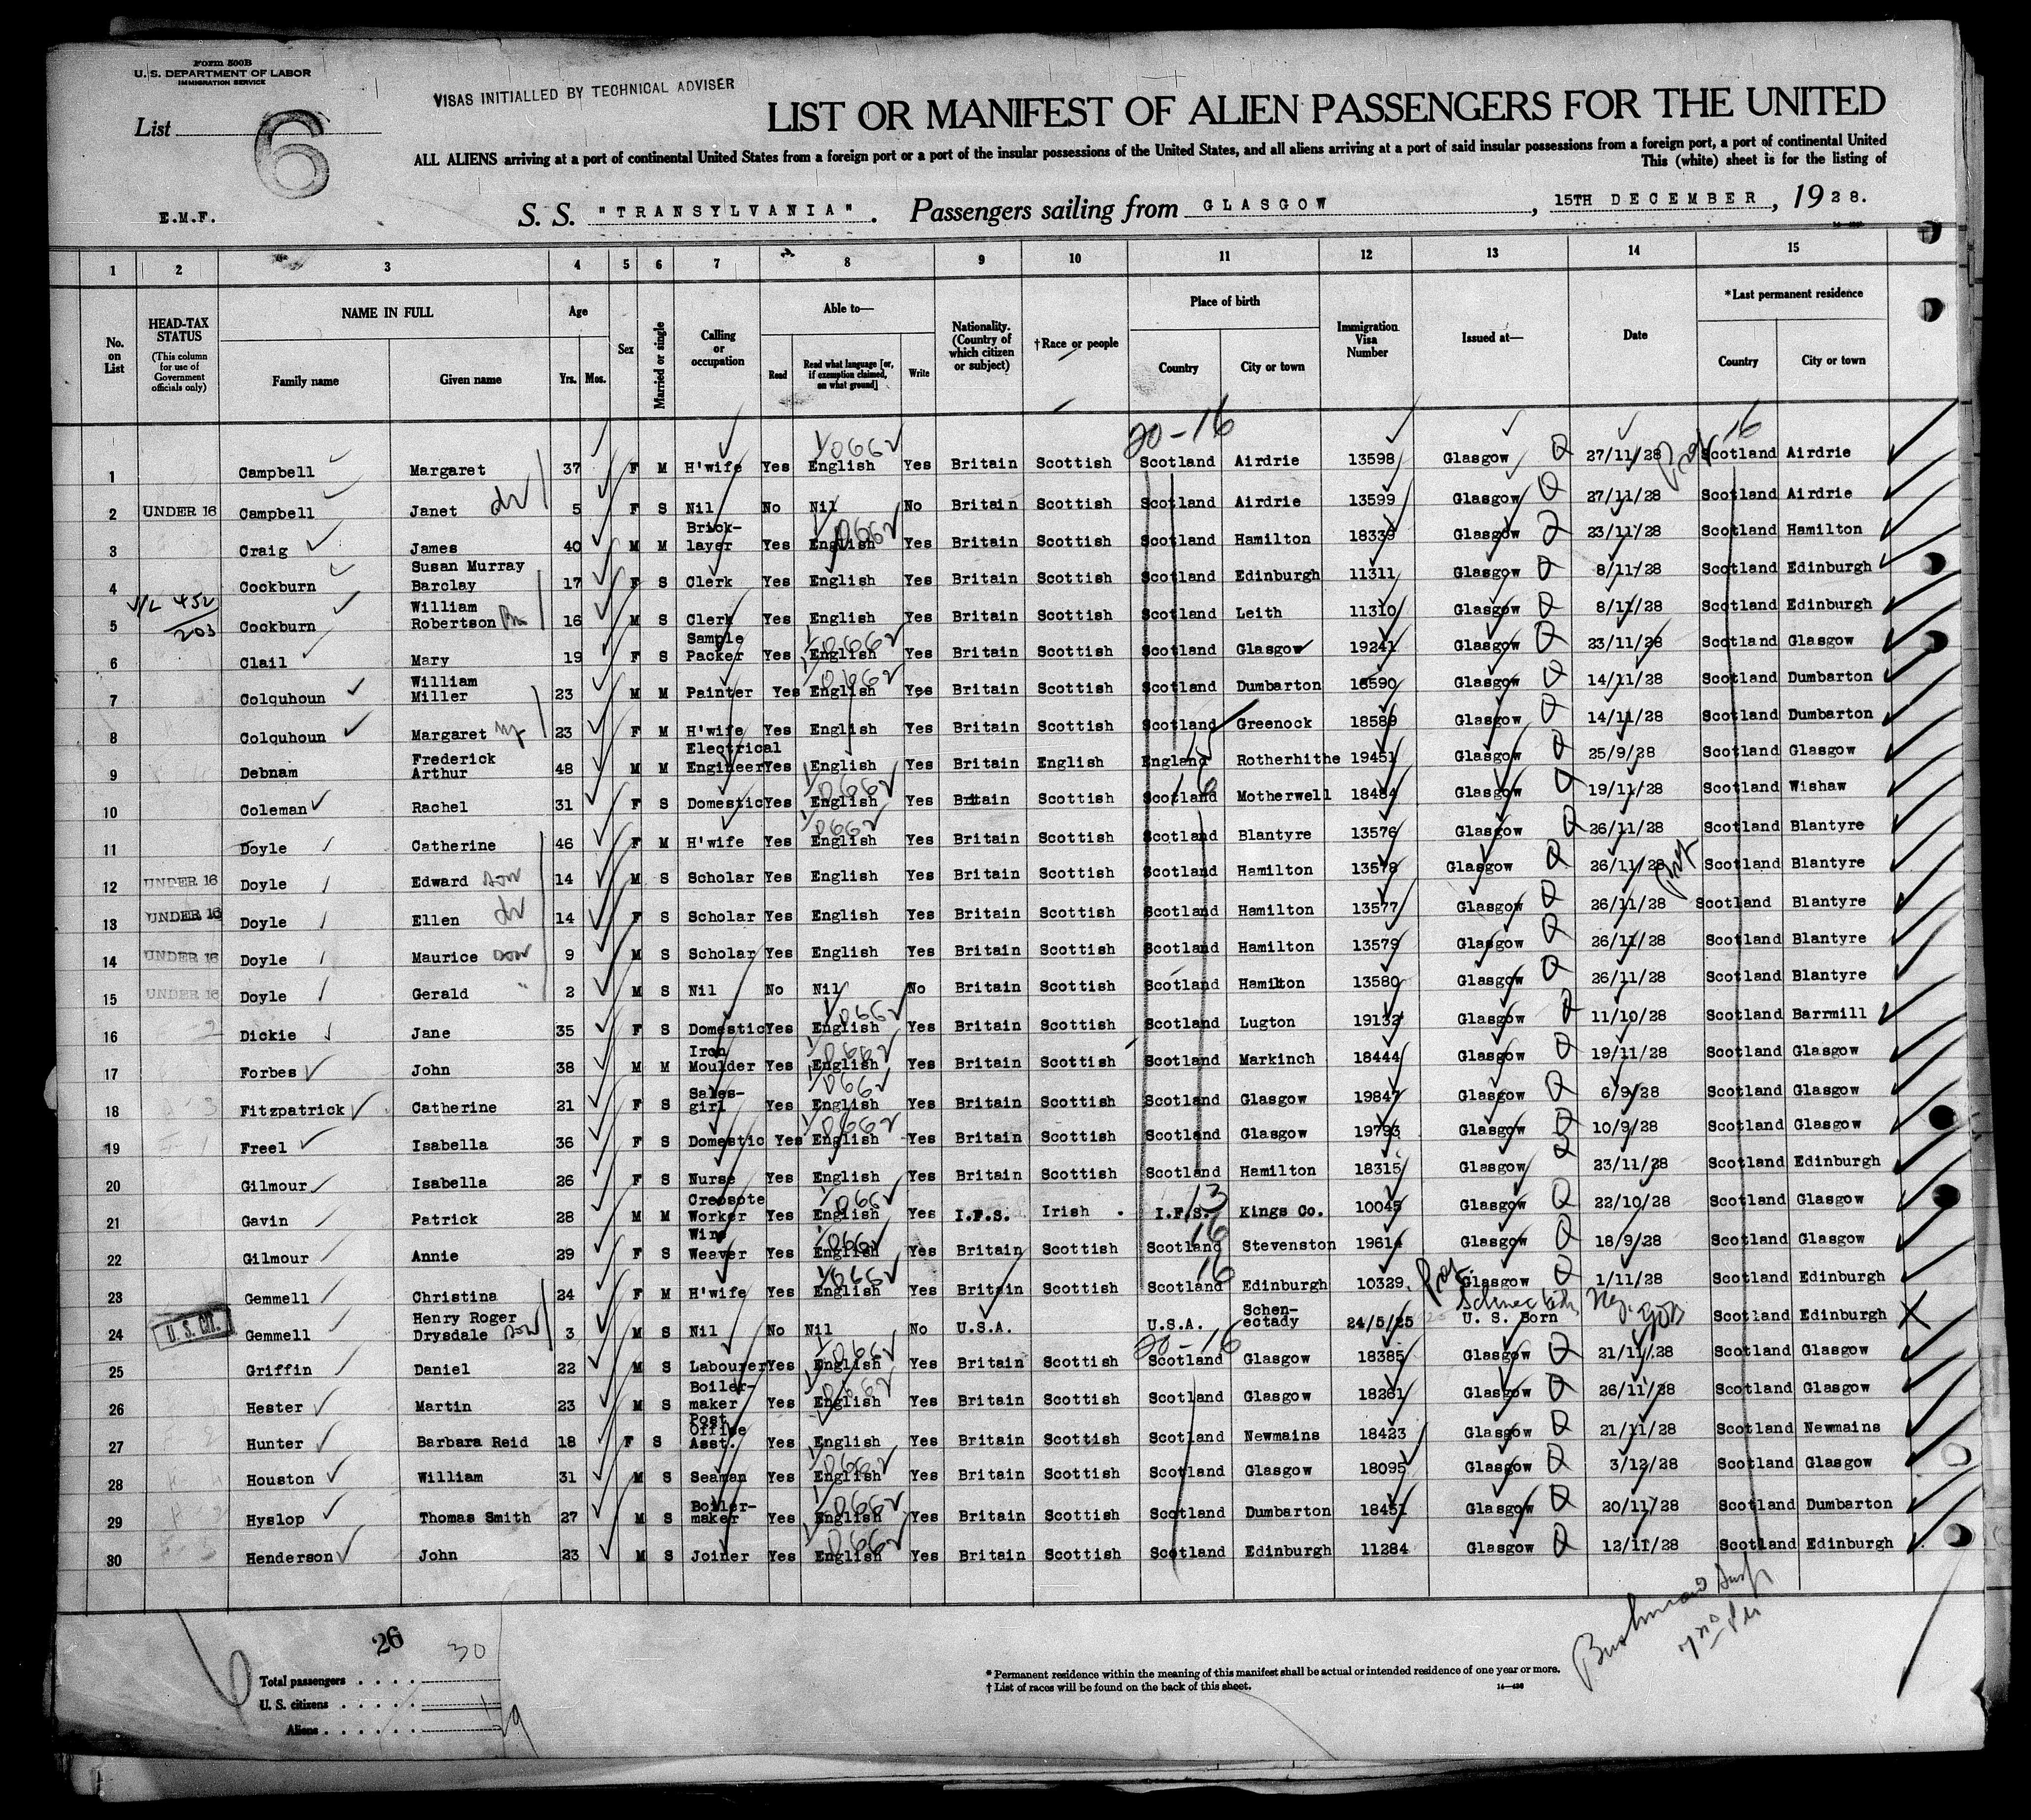 Form 500B
U. S. DEPARTMENT OF LABOR
IMMIGRATION SERVICE
VISAS INITIALLED BY TECHNICAL ADVISER
List 6
LIST OR MANIFEST OF ALIEN PASSENGERS FOR THE UNITED
ALL ALIENS arriving at a port of continental United States from a foreign port or a port of the insular possessions of the United States, and all aliens arriving at a port of said insular possessions from a foreign port, a port of continental United
This (white) sheet is for the listing of
E.M.F.
S. S. "TRANSYLVANIA". Passengers sailing from GLASGOW, 15TH DECEMBER, 1928.
1 2 3 4 5 6 7 8 9 10 11 12 13 14 15
No. on List
HEAD-TAX STATUS
(This column for use of Government officials only)
NAME IN FULL
Family name
Given name
Age
Yrs. Mos.
Sex
Married or single
Calling or occupation
Able to—
Read
Read what language [or, if exemption claimed, on what ground]
Write
Nationality. (Country of which citizen or subject)
†Race or people
Place of birth
Country
City or town
Immigration Visa Number
Issued at—
Date
*Last permanent residence
Country
City or town
20-16
16
1 Campbell Margaret 37 F M H'wife Yes English Yes Britain Scottish Scotland Airdrie 13598 Glasgow 27/11/28 Scotland Airdrie
2 UNDER 16 Campbell Janet 5 F S Nil No Nil No Britain Scottish Scotland Airdrie 13599 Glasgow 27/11/28 Scotland Airdrie
3 Craig James 40 M M Brick-layer Yes English Yes Britain Scottish Scotland Hamilton 18339 Glasgow 23/11/28 Scotland Hamilton
4 Cockburn Susan Murray Barclay 17 F S Clerk Yes English Yes Britain Scottish Scotland Edinburgh 11311 Glasgow 8/11/28 Scotland Edinburgh
5 Cockburn William Robertson 16 M S Clerk Yes English Yes Britain Scottish Scotland Leith 11310 Glasgow 8/11/28 Scotland Edinburgh
6 Clail Mary 19 F S Sample Packer Yes English Yes Britain Scottish Scotland Glasgow 19241 Glasgow 23/11/28 Scotland Glasgow
7 Colquhoun William Miller 23 M M Painter Yes English Yes Britain Scottish Scotland Dumbarton 18590 Glasgow 14/11/28 Scotland Dumbarton
8 Colquhoun Margaret 23 F M H'wife Yes English Yes Britain Scottish Scotland Greenock 18589 Glasgow 14/11/28 Scotland Dumbarton
9 Debnam Frederick Arthur 48 M M Electrical Engineer Yes English Yes Britain English England Rotherhithe 19451 Glasgow 25/9/28 Scotland Glasgow
10 Coleman Rachel 31 F S Domestic Yes English Yes Britain Scottish Scotland Motherwell 18484 Glasgow 19/11/28 Scotland Wishaw
11 Doyle Catherine 46 F M H'wife Yes English Yes Britain Scottish Scotland Blantyre 13576 Glasgow 26/11/28 Scotland Blantyre
12 UNDER 16 Doyle Edward son 14 M S Scholar Yes English Yes Britain Scottish Scotland Hamilton 13578 Glasgow 26/11/28 Scotland Blantyre
13 UNDER 16 Doyle Ellen 14 F S Scholar Yes English Yes Britain Scottish Scotland Hamilton 13577 Glasgow 26/11/28 Scotland Blantyre
14 UNDER 16 Doyle Maurice son 9 M S Scholar Yes English Yes Britain Scottish Scotland Hamilton 13579 Glasgow 26/11/28 Scotland Blantyre
15 UNDER 16 Doyle Gerald " 2 M S Nil No Nil No Britain Scottish Scotland Hamilton 13580 Glasgow 26/11/28 Scotland Blantyre
16 Dickie Jane 35 F S Domestic Yes English Yes Britain Scottish Scotland Lugton 19132 Glasgow 11/10/28 Scotland Barrmill
17 Forbes John 38 M M Iron Moulder Yes English Yes Britain Scottish Scotland Markinch 18444 Glasgow 19/11/28 Scotland Glasgow
18 Fitzpatrick Catherine 21 F S Sales-girl Yes English Yes Britain Scottish Scotland Glasgow 19847 Glasgow 6/9/28 Scotland Glasgow
19 Freel Isabella 36 F S Domestic Yes English Yes Britain Scottish Scotland Glasgow 19793 Glasgow 10/9/28 Scotland Glasgow
20 Gilmour Isabella 26 F S Nurse Yes English Yes Britain Scottish Scotland Hamilton 18315 Glasgow 23/11/28 Scotland Edinburgh
21 Gavin Patrick 28 M M Creosote Worker Yes English Yes I.F.S. Irish I.F.S. Kings Co. 10045 Glasgow 22/10/28 Scotland Glasgow
22 Gilmour Annie 29 F S Wire Weaver Yes English Yes Britain Scottish Scotland Stevenston 19614 Glasgow 18/9/28 Scotland Glasgow
23 Gemmell Christina 24 F M H'wife Yes English Yes Britain Scottish Scotland Edinburgh 10329 Glasgow 1/11/28 Scotland Edinburgh
24 U.S. CIT. Gemmell Henry Roger Drysdale son 3 M S Nil No Nil No U.S.A. U.S.A. Schen-ectady 24/5/25 U. S. Born Scotland Edinburgh
20-16
25 Griffin Daniel 22 M S Labourer Yes English Yes Britain Scottish Scotland Glasgow 18385 Glasgow 21/11/28 Scotland Glasgow
26 Hester Martin 23 M S Boiler-maker Yes English Yes Britain Scottish Scotland Glasgow 18261 Glasgow 26/11/28 Scotland Glasgow
27 Hunter Barbara Reid 18 F S Post Office Asst. Yes English Yes Britain Scottish Scotland Newmains 18423 Glasgow 21/11/28 Scotland Newmains
28 Houston William 31 M S Seaman Yes English Yes Britain Scottish Scotland Glasgow 18095 Glasgow 3/12/28 Scotland Glasgow
29 Hyslop Thomas Smith 27 M S Boiler-maker Yes English Yes Britain Scottish Scotland Dumbarton 18451 Glasgow 20/11/28 Scotland Dumbarton
30 Henderson John 23 M S Joiner Yes English Yes Britain Scottish Scotland Edinburgh 11284 Glasgow 12/11/28 Scotland Edinburgh
26 30
Total passengers
U. S. citizens 1
Aliens
* Permanent residence within the meaning of this manifest shall be actual or intended residence of one year or more.
† List of races will be found on the back of this sheet.